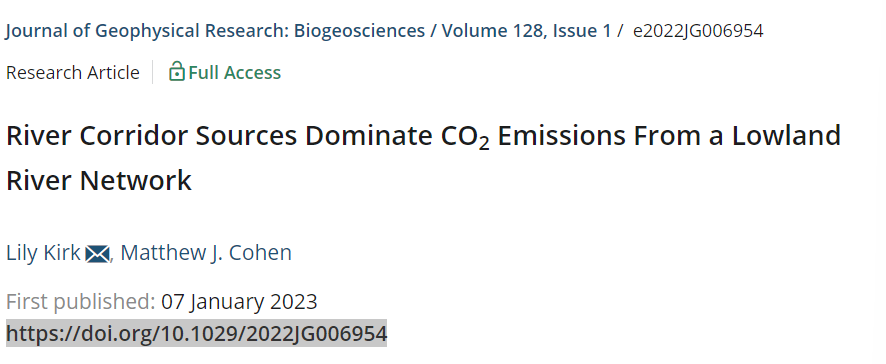 Journal of Geophysical Research: Biogeosciences / Volume 128, Issue 1 / e2022JG006954
Research Article Full Access
River Corridor Sources Dominate CO₂ Emissions From a Lowland
River Network
Lily Kirk, Matthew J. Cohen
First published: 07 January 2023
https://doi.org/10.1029/2022JG006954